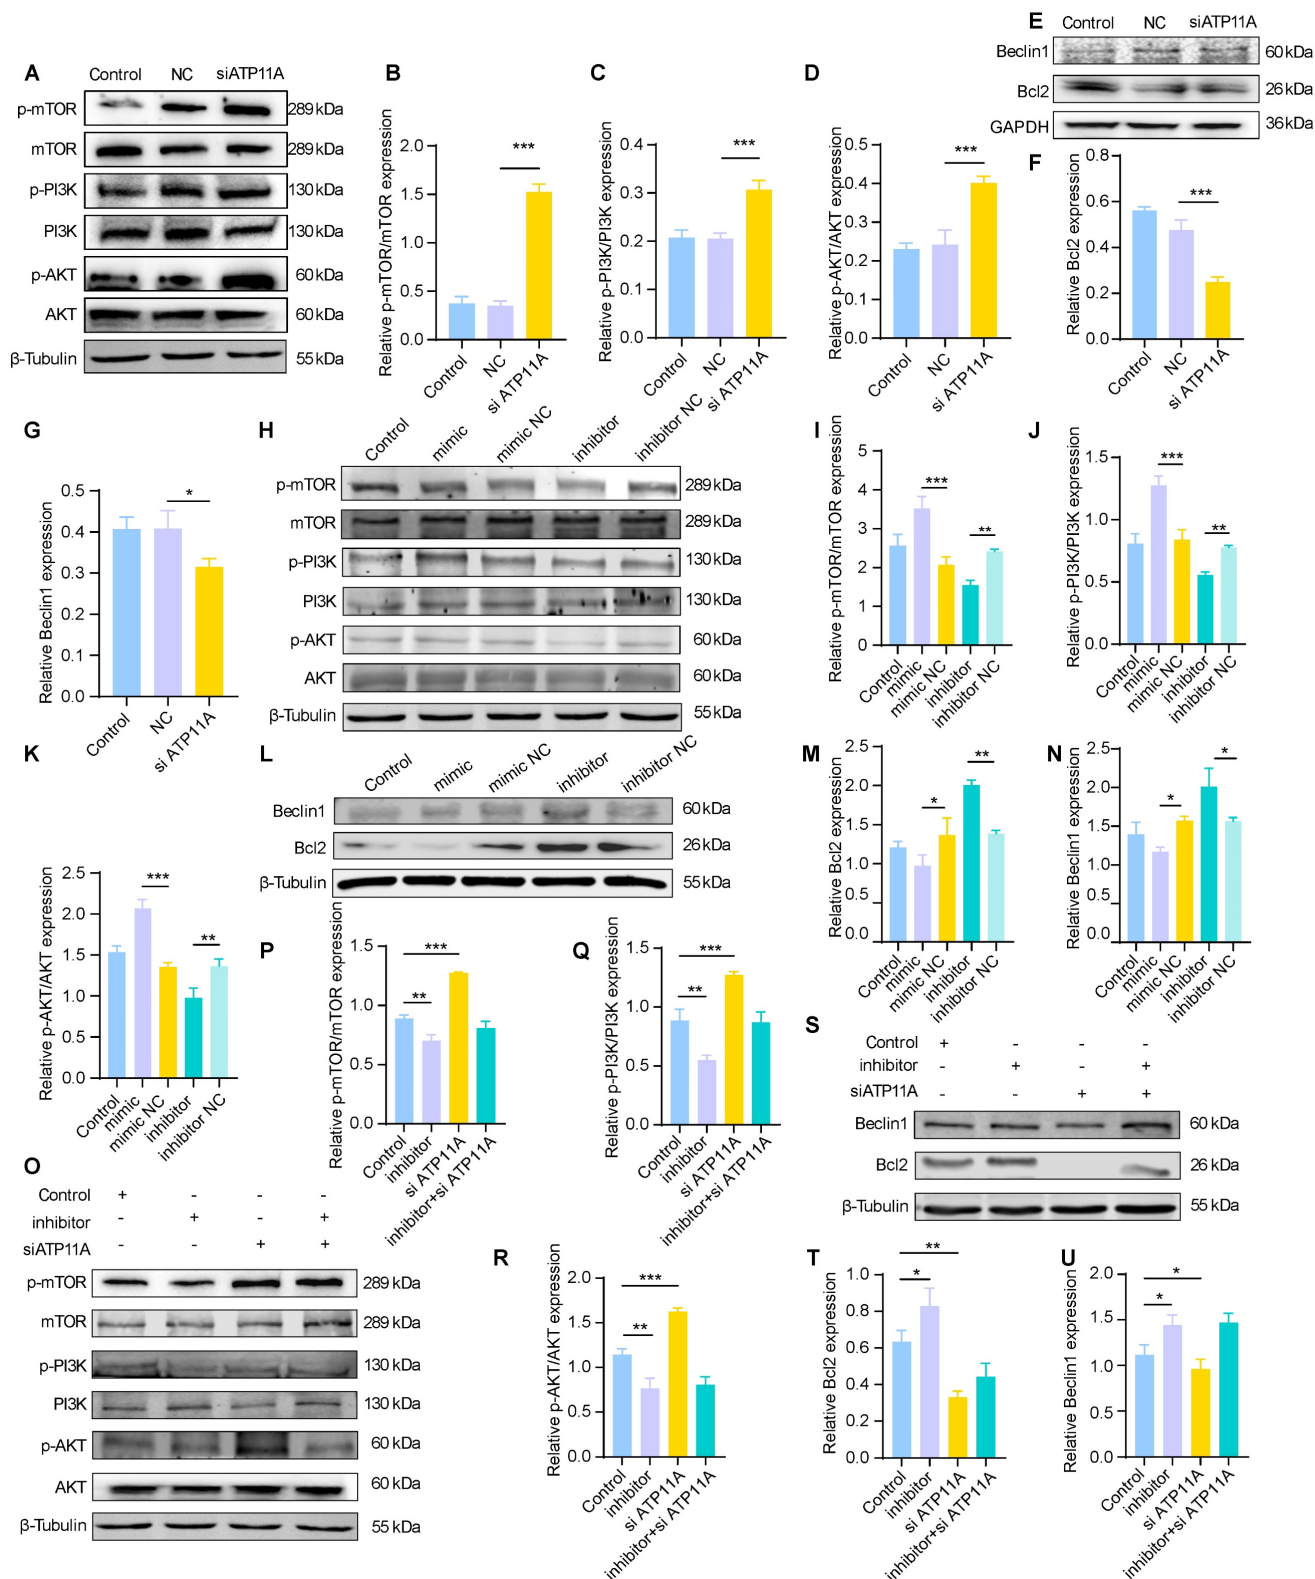 A
Control NC siATP11A
p-mTOR 289 kDa
mTOR 289 kDa
p-PI3K 130 kDa
PI3K 130 kDa
p-AKT 60 kDa
AKT 60 kDa
β-Tubulin 55 kDa
B
Relative p-mTOR/mTOR expression
2.0
1.5
1.0
0.5
0.0
***
Control NC si ATP11A
C
Relative p-PI3K/PI3K expression
0.4
0.3
0.2
0.1
0.0
***
Control NC si ATP11A
D
Relative p-AKT/AKT expression
0.5
0.4
0.3
0.2
0.1
0.0
***
Control NC si ATP11A
E
Control NC siATP11A
Beclin1 60 kDa
Bcl2 26 kDa
GAPDH 36 kDa
F
Relative Bcl2 expression
0.8
0.6
0.4
0.2
0.0
***
Control NC si ATP11A
G
Relative Beclin1 expression
0.5
0.4
0.3
0.2
0.1
0.0
*
Control NC si ATP11A
H
Control mimic mimic NC inhibitor inhibitor NC
p-mTOR 289 kDa
mTOR 289 kDa
p-PI3K 130 kDa
PI3K 130 kDa
p-AKT 60 kDa
AKT 60 kDa
β-Tubulin 55 kDa
I
Relative p-mTOR/mTOR expression
5
4
3
2
1
0
*** **
Control mimic mimic NC inhibitor inhibitor NC
J
Relative p-PI3K/PI3K expression
1.5
1.0
0.5
0.0
*** **
Control mimic mimic NC inhibitor inhibitor NC
K
Relative p-AKT/AKT expression
2.5
2.0
1.5
1.0
0.5
0.0
*** **
Control mimic mimic NC inhibitor inhibitor NC
L
Control mimic mimic NC inhibitor inhibitor NC
Beclin1 60 kDa
Bcl2 26 kDa
β-Tubulin 55 kDa
M
Relative Bcl2 expression
2.5
2.0
1.5
1.0
0.5
0.0
* **
Control mimic mimic NC inhibitor inhibitor NC
N
Relative Beclin1 expression
2.5
2.0
1.5
1.0
0.5
0.0
* *
Control mimic mimic NC inhibitor inhibitor NC
O
Control + - - -
inhibitor - + - +
siATP11A - - + +
p-mTOR 289 kDa
mTOR 289 kDa
p-PI3K 130 kDa
PI3K 130 kDa
p-AKT 60 kDa
AKT 60 kDa
β-Tubulin 55 kDa
P
Relative p-mTOR/mTOR expression
1.5
1.0
0.5
0.0
***
**
Control inhibitor si ATP11A inhibitor+si ATP11A
Q
Relative p-PI3K/PI3K expression
1.5
1.0
0.5
0.0
***
**
Control inhibitor si ATP11A inhibitor+si ATP11A
R
Relative p-AKT/AKT expression
2.0
1.5
1.0
0.5
0.0
***
**
Control inhibitor si ATP11A inhibitor+si ATP11A
S
Control + - - -
inhibitor - + - +
siATP11A - - + +
Beclin1 60 kDa
Bcl2 26 kDa
β-Tubulin 55 kDa
T
Relative Bcl2 expression
1.0
0.8
0.6
0.4
0.2
0.0
**
*
Control inhibitor si ATP11A inhibitor+si ATP11A
U
Relative Beclin1 expression
2.0
1.5
1.0
0.5
0.0
*
*
Control inhibitor si ATP11A inhibitor+si ATP11A